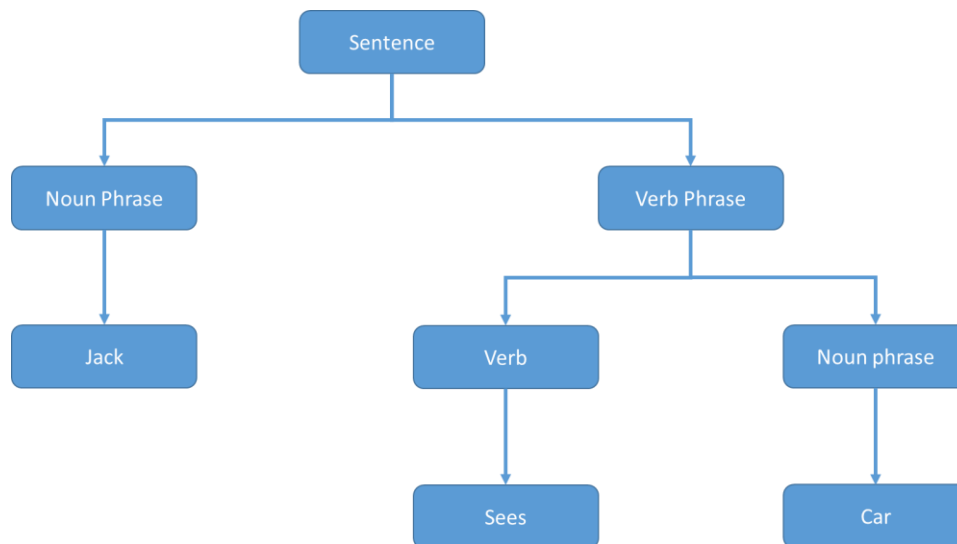 Sentence
Noun Phrase
Verb Phrase
Jack
Verb
Noun phrase
Sees
Car